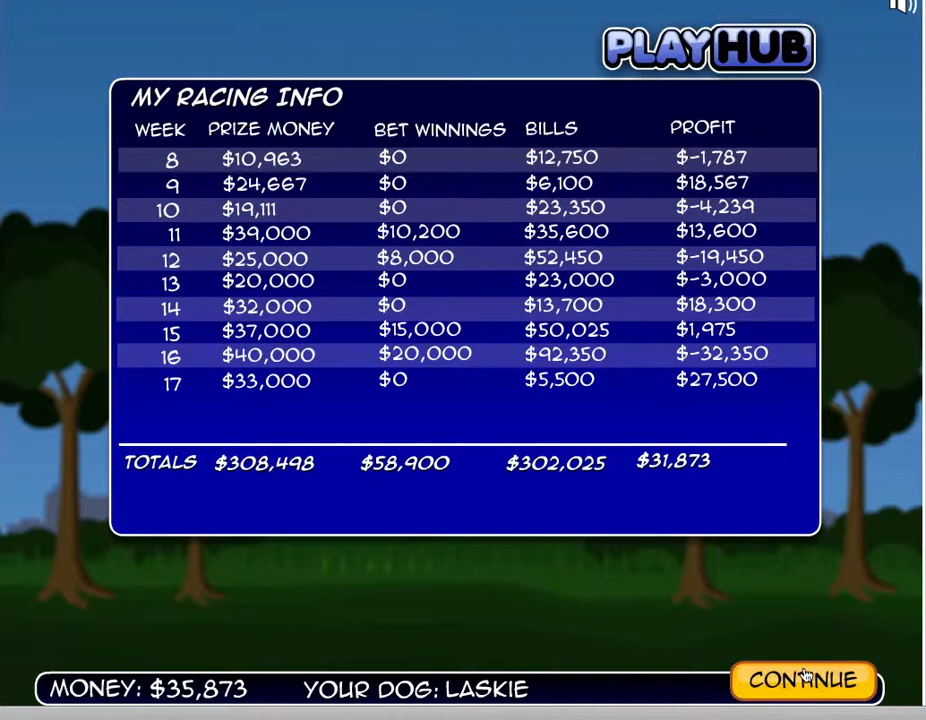 PLAYHUB
MY RACING INFO
WEEK PRIZE MONEY BET WINNINGS BILLS PROFIT
8 $10,963 $0 $12,750 $-1,787
9 $24,667 $0 $6,100 $18,567
10 $19,111 $0 $23,350 $-4,239
11 $39,000 $10,200 $35,600 $13,600
12 $25,000 $8,000 $52,450 $-19,450
13 $20,000 $0 $23,000 $-3,000
14 $32,000 $0 $13,700 $18,300
15 $37,000 $15,000 $50,025 $1,975
16 $40,000 $20,000 $92,350 $-32,350
17 $33,000 $0 $5,500 $27,500
TOTALS $308,498 $58,900 $302,025 $31,873
MONEY: $35,873 YOUR DOG: LASKIE CONTINUE